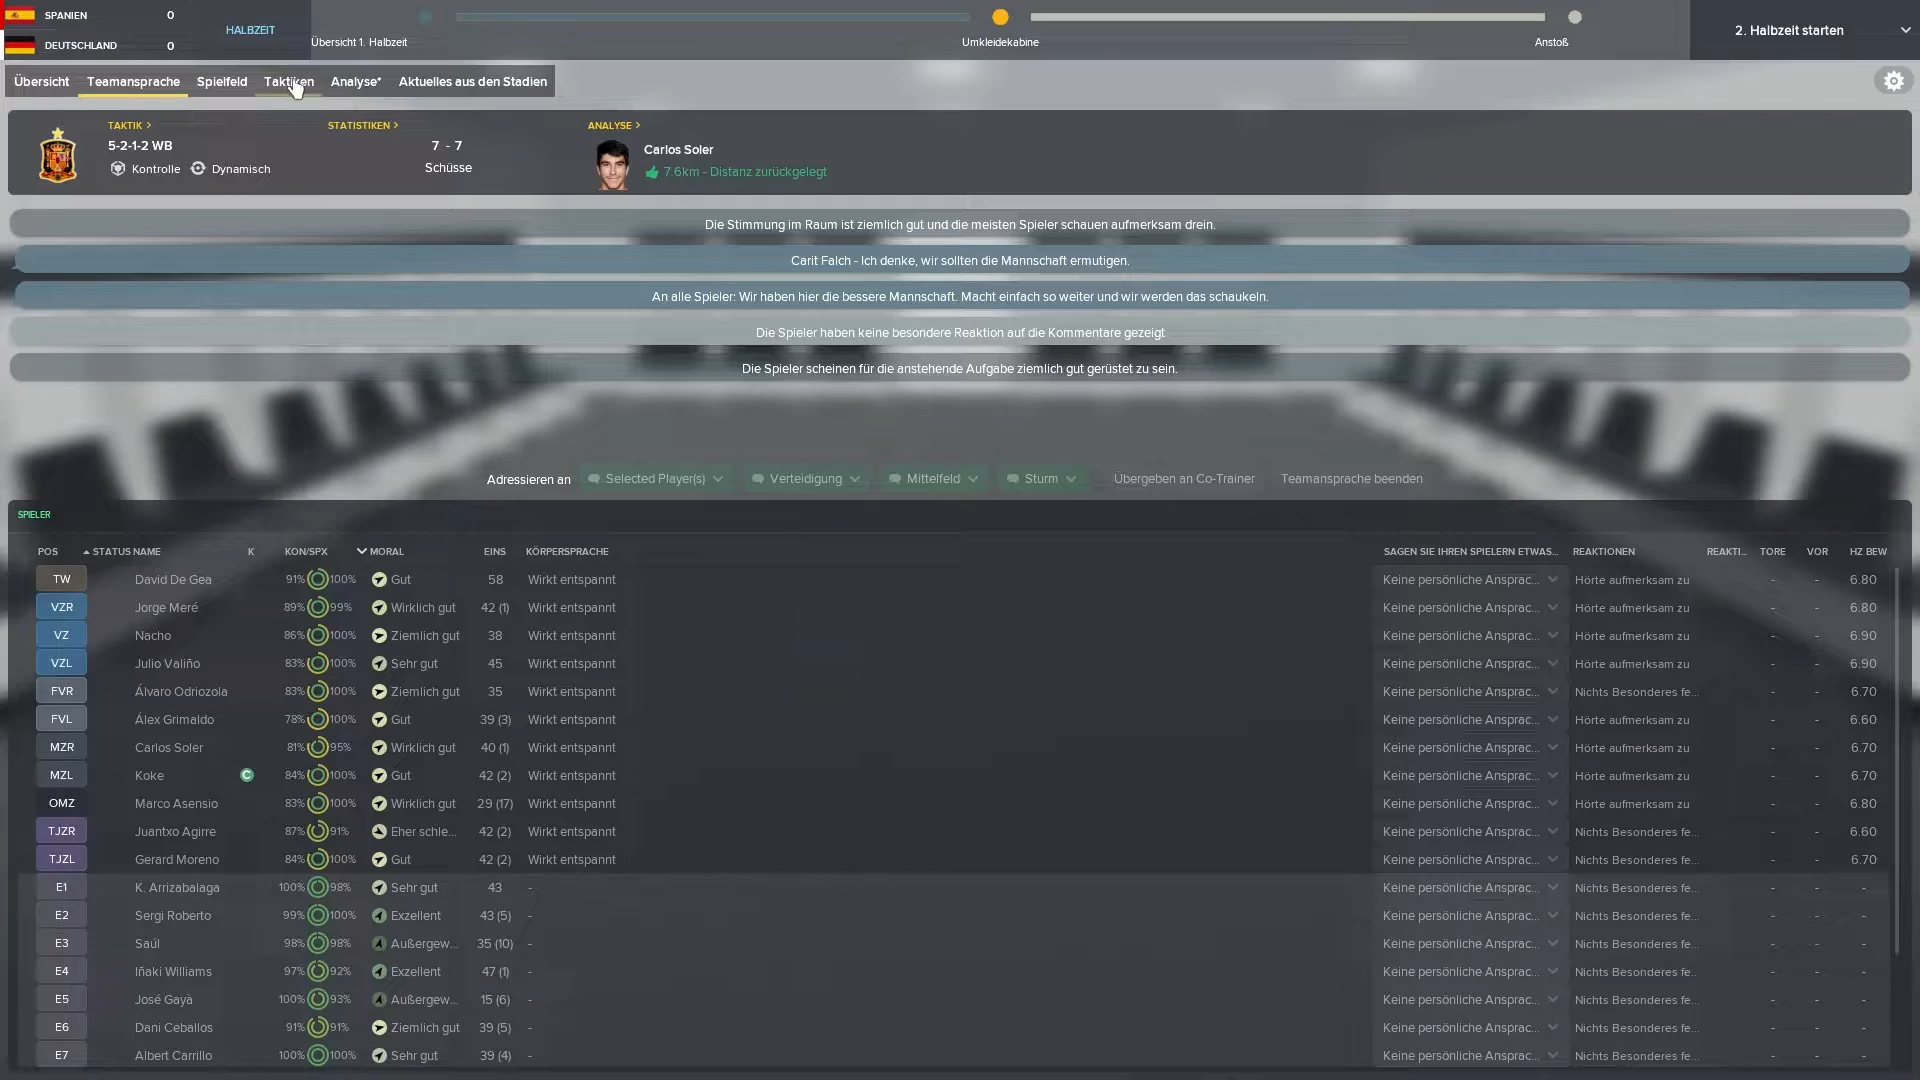 SPANIEN 0
DEUTSCHLAND 0
HALBZEIT
Übersicht 1. Halbzeit
Umkleidekabine
Anstoß
2. Halbzeit starten
Übersicht Teamansprache Spielfeld Taktiken Analyse* Aktuelles aus den Stadien
TAKTIK >
5-2-1-2 WB
Kontrolle Dynamisch
STATISTIKEN >
7 - 7
Schüsse
ANALYSE >
Carlos Soler
7.6km - Distanz zurückgelegt
Die Stimmung im Raum ist ziemlich gut und die meisten Spieler schauen aufmerksam drein.
Carit Falch - Ich denke, wir sollten die Mannschaft ermutigen.
An alle Spieler: Wir haben hier die bessere Mannschaft. Macht einfach so weiter und wir werden das schaukeln.
Die Spieler haben keine besondere Reaktion auf die Kommentare gezeigt
Die Spieler scheinen für die anstehende Aufgabe ziemlich gut gerüstet zu sein.
Adressieren an Selected Player(s) Verteidigung Mittelfeld Sturm Übergeben an Co-Trainer Teamansprache beenden
SPIELER
POS STATUS NAME K KON/SPX MORAL EINS KÖRPERSPRACHE SAGEN SIE IHREN SPIELERN ETWAS... REAKTIONEN REAKTI... TORE VOR HZ BEW
TW David De Gea 91% 100% Gut 58 Wirkt entspannt Keine persönliche Ansprac... Hörte aufmerksam zu - - 6.80
VZR Jorge Meré 89% 99% Wirklich gut 42 (1) Wirkt entspannt Keine persönliche Ansprac... Hörte aufmerksam zu - - 6.80
VZ Nacho 86% 100% Ziemlich gut 38 Wirkt entspannt Keine persönliche Ansprac... Hörte aufmerksam zu - - 6.90
VZL Julio Valiño 83% 100% Sehr gut 45 Wirkt entspannt Keine persönliche Ansprac... Hörte aufmerksam zu - - 6.90
FVR Álvaro Odriozola 83% 100% Ziemlich gut 35 Wirkt entspannt Keine persönliche Ansprac... Nichts Besonderes fe... - - 6.70
FVL Álex Grimaldo 78% 100% Gut 39 (3) Wirkt entspannt Keine persönliche Ansprac... Hörte aufmerksam zu - - 6.60
MZR Carlos Soler 81% 95% Wirklich gut 40 (1) Wirkt entspannt Keine persönliche Ansprac... Hörte aufmerksam zu - - 6.70
MZL Koke C 84% 100% Gut 42 (2) Wirkt entspannt Keine persönliche Ansprac... Hörte aufmerksam zu - - 6.70
OMZ Marco Asensio 83% 100% Wirklich gut 29 (17) Wirkt entspannt Keine persönliche Ansprac... Hörte aufmerksam zu - - 6.80
TJZR Juantxo Agirre 87% 91% Eher schle... 42 (2) Wirkt entspannt Keine persönliche Ansprac... Nichts Besonderes fe... - - 6.60
TJZL Gerard Moreno 84% 100% Gut 42 (2) Wirkt entspannt Keine persönliche Ansprac... Nichts Besonderes fe... - - 6.70
E1 K. Arrizabalaga 100% 98% Sehr gut 43 - Keine persönliche Ansprac... Nichts Besonderes fe... - - -
E2 Sergi Roberto 99% 100% Exzellent 43 (5) - Keine persönliche Ansprac... Nichts Besonderes fe... - - -
E3 Saúl 98% 98% Außergew... 35 (10) - Keine persönliche Ansprac... Nichts Besonderes fe... - - -
E4 Iñaki Williams 97% 92% Exzellent 47 (1) - Keine persönliche Ansprac... Nichts Besonderes fe... - - -
E5 José Gayà 100% 93% Außergew... 15 (6) - Keine persönliche Ansprac... Nichts Besonderes fe... - - -
E6 Dani Ceballos 91% 91% Ziemlich gut 39 (5) - Keine persönliche Ansprac... Nichts Besonderes fe... - - -
E7 Albert Carrillo 100% 100% Sehr gut 39 (4) - Keine persönliche Ansprac... Nichts Besonderes fe... - - -